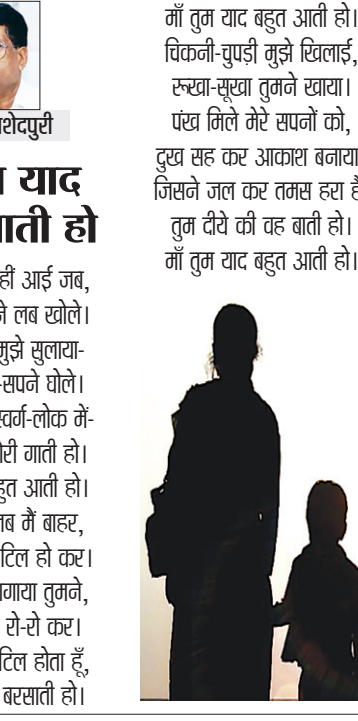 शेदपुरी
याद
ाती हो
हीं आई जब,
ने लब खोले।
मुझे सुलाया-
-सपने घोले।
स्वर्ग-लोक में-
ोरी गाती हो।
हुत आती हो।
जब मैं बाहर,
टिल हो कर।
गाया तुमने,
रो-रो कर।
टिल होता हूँ,
बरसाती हो।
माँ तुम याद बहुत आती हो।
चिकनी-चुपड़ी मुझे खिलाई,
रूखा-सूखा तुमने खाया।
पंख मिले मेरे सपनों को,
दुख सह कर आकाश बनाया
जिसने जल कर तमस हरा है
तुम दीये की वह बाती हो।
माँ तुम याद बहुत आती हो।